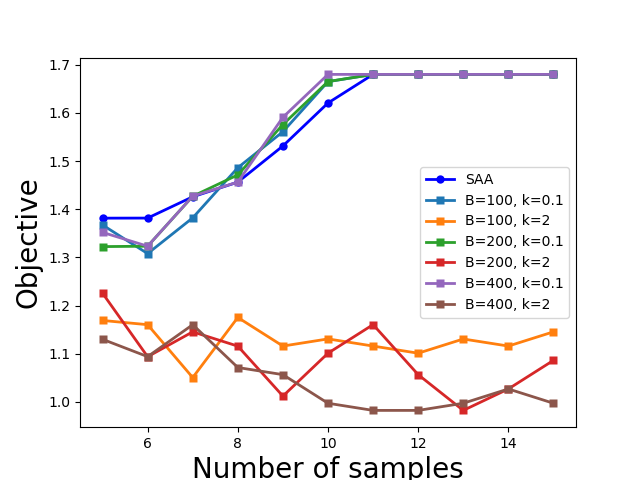 1.7
1.6
1.5
1.4
1.3
1.2
1.1
1.0
Objective
SAA
B=100, k=0.1
B=100, k=2
B=200, k=0.1
B=200, k=2
B=400, k=0.1
B=400, k=2
6 8 10 12 14
Number of samples